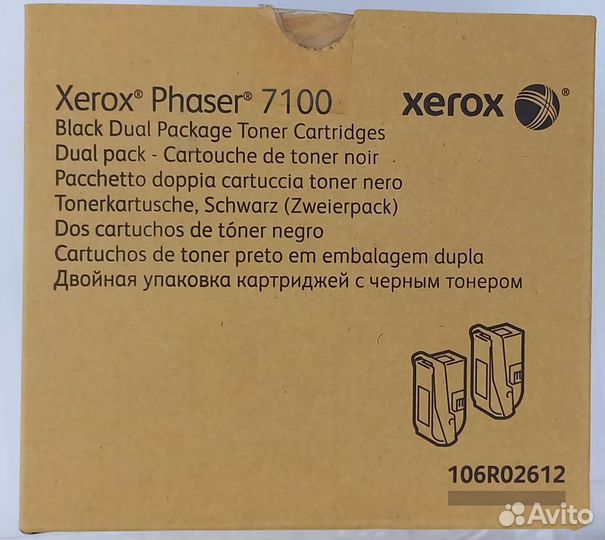 Xerox® Phaser® 7100
xerox ®
Black Dual Package Toner Cartridges
Dual pack - Cartouche de toner noir
Pacchetto doppia cartuccia toner nero
Tonerkartusche, Schwarz (Zweierpack)
Dos cartuchos de tóner negro
Cartuchos de toner preto em embalagem dupla
Двойная упаковка картриджей с черным тонером
106R02612
Avito